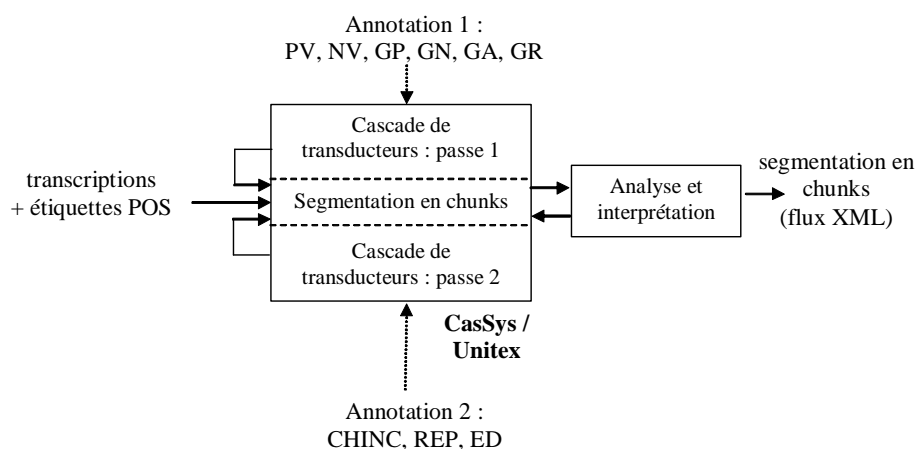 Annotation 1 :
PV, NV, GP, GN, GA, GR
Cascade de
transducteurs : passe 1
transcriptions
+ étiquettes POS
Segmentation en chunks
Cascade de
transducteurs : passe 2
Analyse et
interprétation
segmentation en
chunks
(flux XML)
CasSys /
Unitex
Annotation 2 :
CHINC, REP, ED